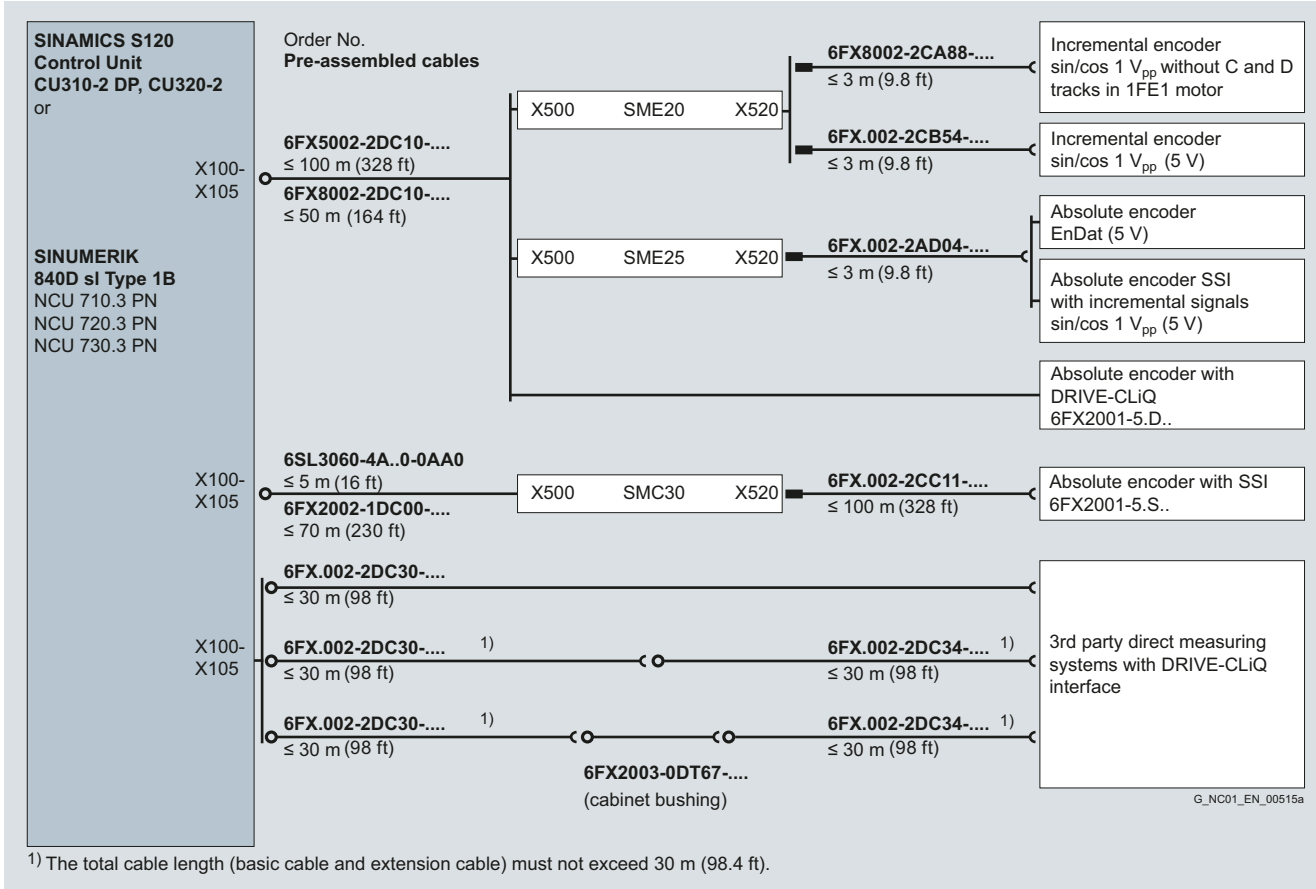 SINAMICS S120
Control Unit
CU310-2 DP, CU320-2
or
X100-
X105
SINUMERIK
840D sl Type 1B
NCU 710.3 PN
NCU 720.3 PN
NCU 730.3 PN
X100-
X105
X100-
X105
Order No.
Pre-assembled cables
6FX5002-2DC10-....
≤ 100 m (328 ft)
6FX8002-2DC10-....
≤ 50 m (164 ft)
X500 SME20 X520
6FX8002-2CA88-....
≤ 3 m (9.8 ft)
Incremental encoder
sin/cos 1 Vpp without C and D
tracks in 1FE1 motor
6FX.002-2CB54-....
≤ 3 m (9.8 ft)
Incremental encoder
sin/cos 1 Vpp (5 V)
X500 SME25 X520
6FX.002-2AD04-....
≤ 3 m (9.8 ft)
Absolute encoder
EnDat (5 V)
Absolute encoder SSI
with incremental signals
sin/cos 1 Vpp (5 V)
Absolute encoder with
DRIVE-CLiQ
6FX2001-5.D..
6SL3060-4A..0-0AA0
≤ 5 m (16 ft)
6FX2002-1DC00-....
≤ 70 m (230 ft)
X500 SMC30 X520
6FX.002-2CC11-....
≤ 100 m (328 ft)
Absolute encoder with SSI
6FX2001-5.S..
6FX.002-2DC30-....
≤ 30 m (98 ft)
6FX.002-2DC30-.... 1)
≤ 30 m (98 ft)
6FX.002-2DC34-.... 1)
≤ 30 m (98 ft)
6FX.002-2DC30-.... 1)
≤ 30 m (98 ft)
6FX.002-2DC34-.... 1)
≤ 30 m (98 ft)
6FX2003-0DT67-....
(cabinet bushing)
3rd party direct measuring
systems with DRIVE-CLiQ
interface
G_NC01_EN_00515a
1) The total cable length (basic cable and extension cable) must not exceed 30 m (98.4 ft).